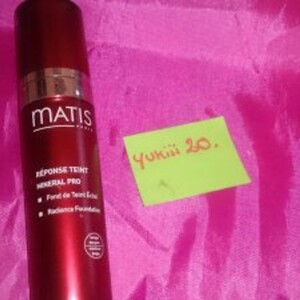 MATIS
PARIS
RÉPONSE TEINT
MINERAL PRO
Fond de Teint Éclat
Radiance Foundation
yukiii 20.